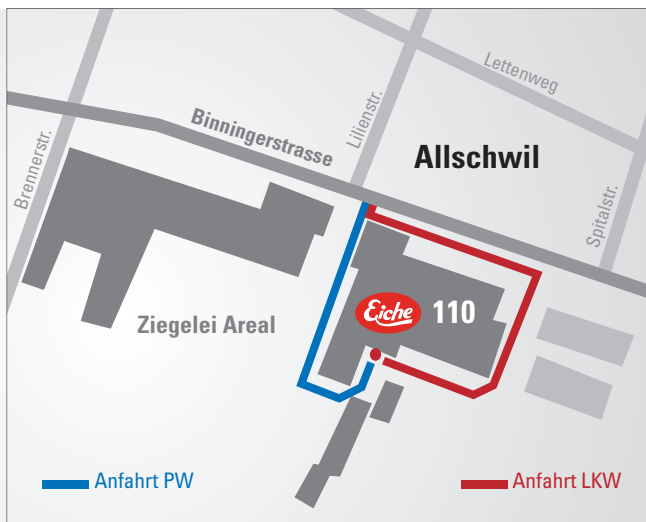 Lettenweg
Lilienstr.
Binningerstrasse
Allschwil
Brennerstr.
Spitalstr.
Eiche 110
Ziegelei Areal
Anfahrt PW
Anfahrt LKW